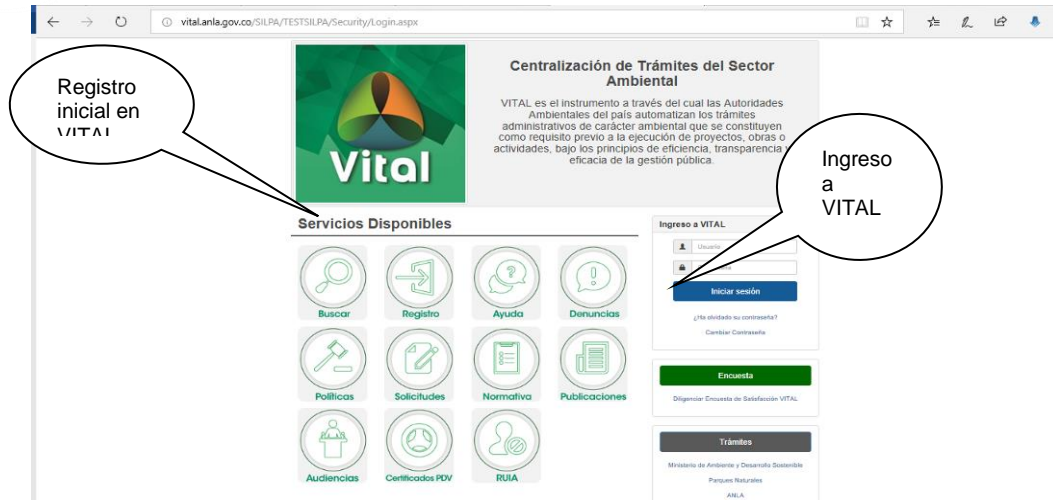 vital.anla.gov.co/SILPA/TESTSILPA/Security/Login.aspx
Registro
inicial en
VITAL
Vital
Centralización de Trámites del Sector
Ambiental
VITAL es el instrumento a través del cual las Autoridades
Ambientales del país automatizan los trámites
administrativos de carácter ambiental que se constituyen
como requisito previo a la ejecución de proyectos, obras o
actividades, bajo los principios de eficiencia, transparencia y
eficacia de la gestión pública.
Ingreso
a
VITAL
Servicios Disponibles
Buscar
Registro
Ayuda
Denuncias
Políticas
Solicitudes
Normativa
Publicaciones
Audiencias
Certificados PDV
RUIA
Ingreso a VITAL
Usuario
Iniciar sesión
¿Ha olvidado su contraseña?
Cambiar Contraseña
Encuesta
Diligenciar Encuesta de Satisfacción VITAL
Trámites
Ministerio de Ambiente y Desarrollo Sostenible
Parques Naturales
ANLA